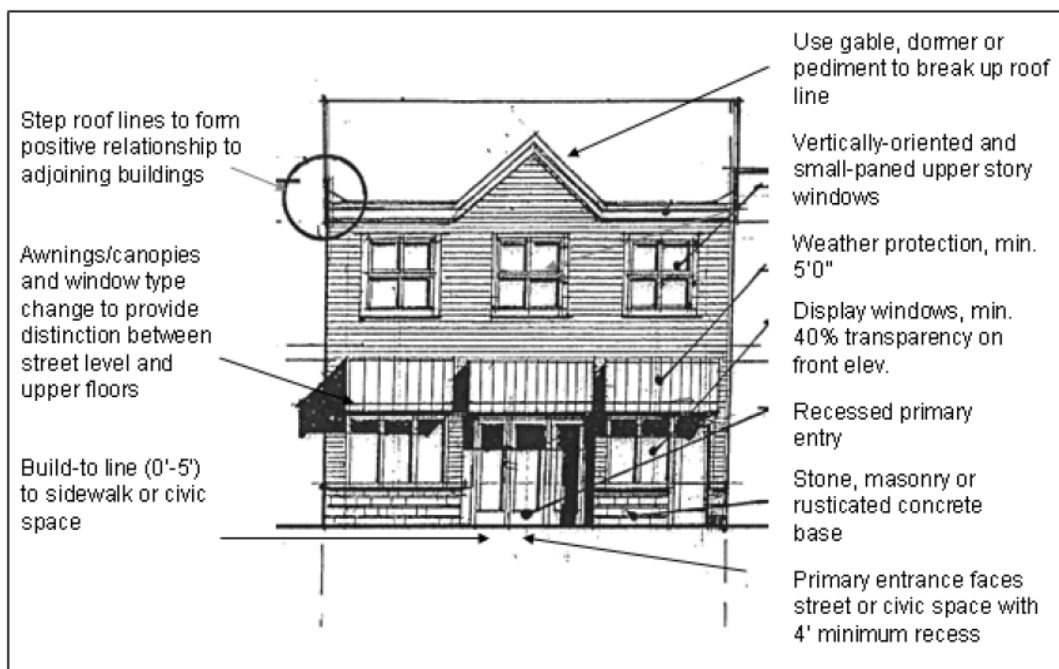 Step roof lines to form
positive relationship to
adjoining buildings
Awnings/canopies
and window type
change to provide
distinction between
street level and
upper floors
Build-to line (0'-5')
to sidewalk or civic
space
Use gable, dormer or
pediment to break up roof
line
Vertically-oriented and
small-paned upper story
windows
Weather protection, min.
5'0"
Display windows, min.
40% transparency on
front elev.
Recessed primary
entry
Stone, masonry or
rusticated concrete
base
Primary entrance faces
street or civic space with
4' minimum recess